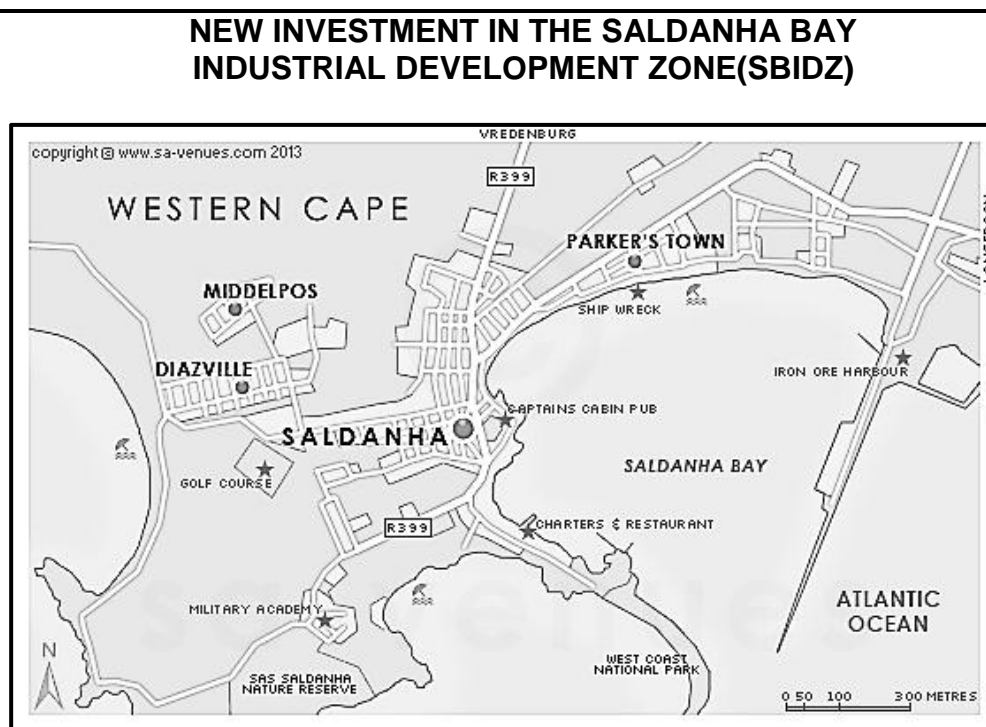 NEW INVESTMENT IN THE SALDANHA BAY
INDUSTRIAL DEVELOPMENT ZONE(SBIDZ)
VREDENBURG
copyright @ www.sa-venues.com 2013
R399
WESTERN CAPE
PARKER'S TOWN
MIDDELPOS
SHIP WRECK
DIAZVILLE
IRON ORE HARBOUR
CAPTAINS CABIN PUB
SALDANHA
SALDANHA BAY
GOLF COURSE
R399
CHARTERS & RESTAURANT
MILITARY ACADEMY
ATLANTIC
OCEAN
N
WEST COAST
NATIONAL PARK
SAS SALDANHA
NATURE RESERVE
0 50 100 300 METRES
sa venues